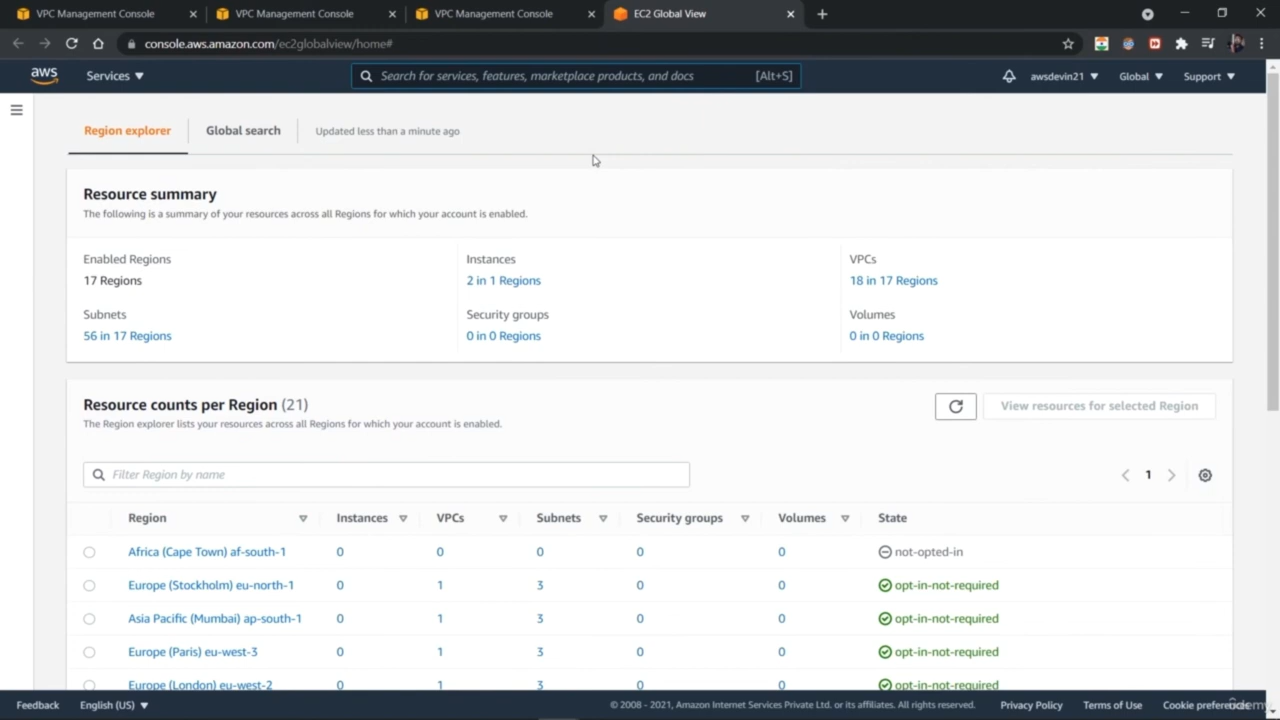 VPC Management Console
VPC Management Console
VPC Management Console
EC2 Global View
console.aws.amazon.com/ec2globalview/home#
aws
Services
Search for services, features, marketplace products, and docs
[Alt+S]
awsdevin21
Global
Support
Region explorer
Global search
Updated less than a minute ago
Resource summary
The following is a summary of your resources across all Regions for which your account is enabled.
Enabled Regions
17 Regions
Instances
2 in 1 Regions
VPCs
18 in 17 Regions
Subnets
56 in 17 Regions
Security groups
0 in 0 Regions
Volumes
0 in 0 Regions
Resource counts per Region (21)
The Region explorer lists your resources across all Regions for which your account is enabled.
View resources for selected Region
Filter Region by name
1
Region Instances VPCs Subnets Security groups Volumes State
Africa (Cape Town) af-south-1 0 0 0 0 0 not-opted-in
Europe (Stockholm) eu-north-1 0 1 3 0 0 opt-in-not-required
Asia Pacific (Mumbai) ap-south-1 0 1 3 0 0 opt-in-not-required
Europe (Paris) eu-west-3 0 1 3 0 0 opt-in-not-required
Europe (London) eu-west-2 0 1 3 0 0 opt-in-not-required
Feedback
English (US)
© 2008 - 2021, Amazon Internet Services Private Ltd. or its affiliates. All rights reserved.
Privacy Policy
Terms of Use
Cookie preferences
udemy